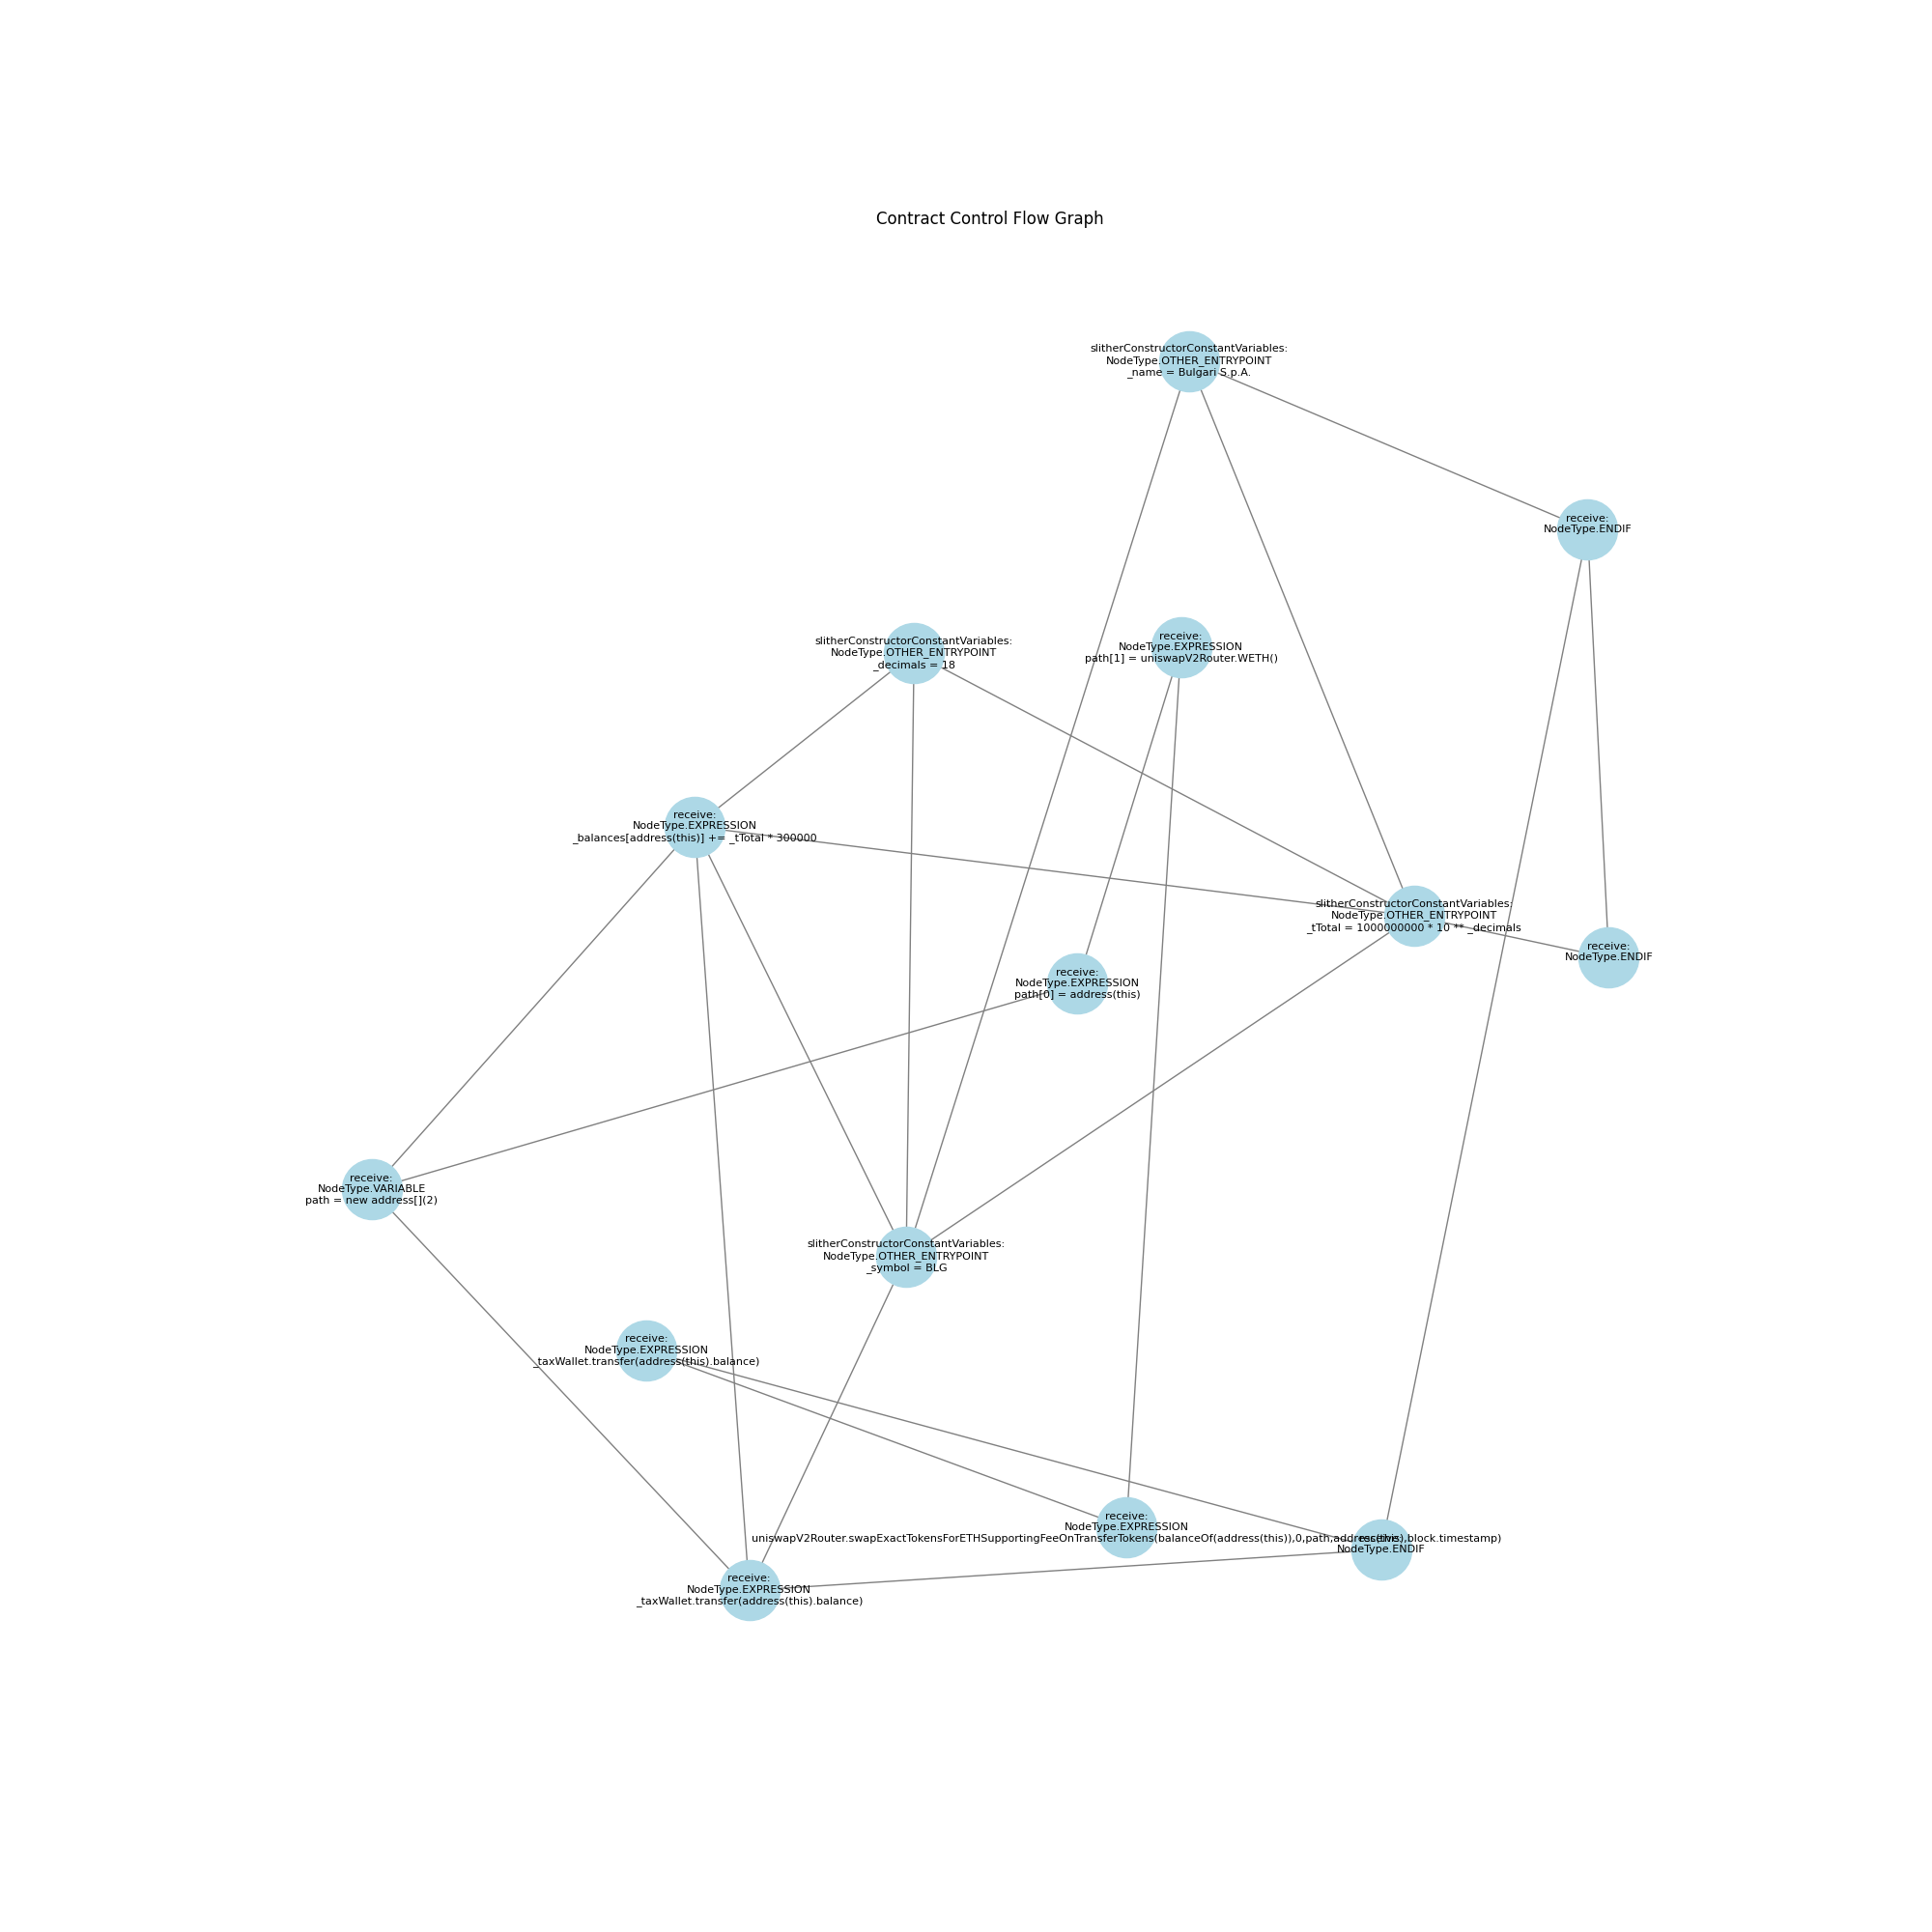 Contract Control Flow Graph
slitherConstructorConstantVariables:
NodeType.OTHER_ENTRYPOINT
_name = Bulgari S.p.A.
receive:
NodeType.ENDIF
slitherConstructorConstantVariables:
NodeType.OTHER_ENTRYPOINT
_decimals = 18
receive:
NodeType.EXPRESSION
path[1] = uniswapV2Router.WETH()
receive:
NodeType.EXPRESSION
_balances[address(this)] += _tTotal * 300000
slitherConstructorConstantVariables:
NodeType.OTHER_ENTRYPOINT
_tTotal = 1000000000 * 10 ** _decimals
receive:
NodeType.ENDIF
receive:
NodeType.EXPRESSION
path[0] = address(this)
receive:
NodeType.VARIABLE
path = new address[](2)
slitherConstructorConstantVariables:
NodeType.OTHER_ENTRYPOINT
_symbol = BLG
receive:
NodeType.EXPRESSION
_taxWallet.transfer(address(this).balance)
receive:
NodeType.EXPRESSION
uniswapV2Router.swapExactTokensForETHSupportingFeeOnTransferTokens(balanceOf(address(this)),0,path,address(this),block.timestamp)
receive:
NodeType.ENDIF
receive:
NodeType.EXPRESSION
_taxWallet.transfer(address(this).balance)